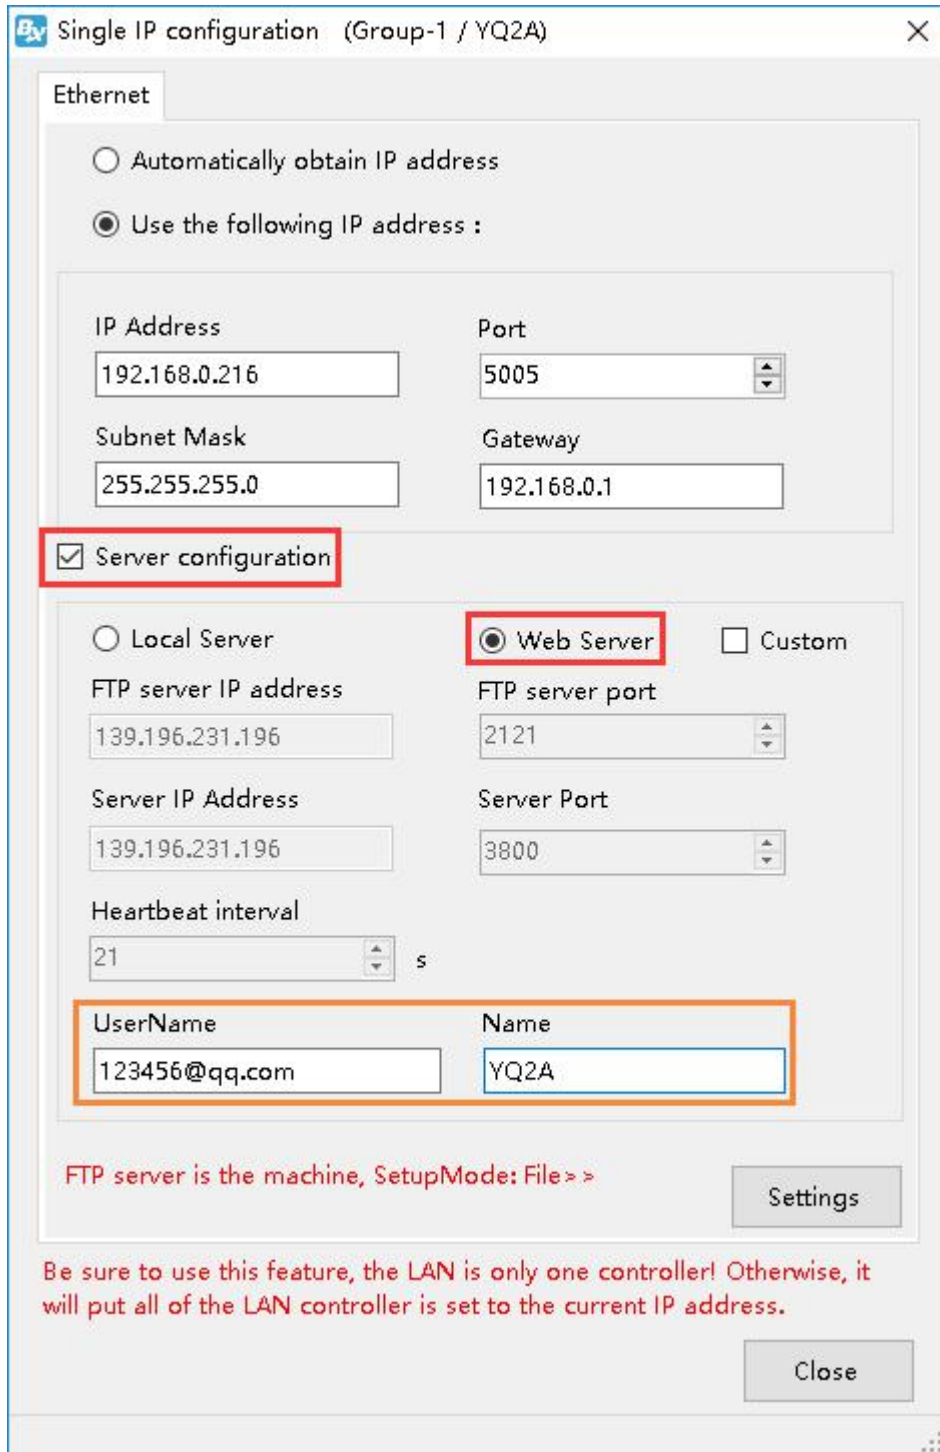 BX Single IP configuration (Group-1 / YQ2A)
Ethernet
Automatically obtain IP address
Use the following IP address :
IP Address Port
192.168.0.216 5005
Subnet Mask Gateway
255.255.255.0 192.168.0.1
Server configuration
Local Server Web Server Custom
FTP server IP address FTP server port
139.196.231.196 2121
Server IP Address Server Port
139.196.231.196 3800
Heartbeat interval
21 s
UserName Name
123456@qq.com YQ2A
FTP server is the machine, SetupMode: File>>
Settings
Be sure to use this feature, the LAN is only one controller! Otherwise, it
will put all of the LAN controller is set to the current IP address.
Close